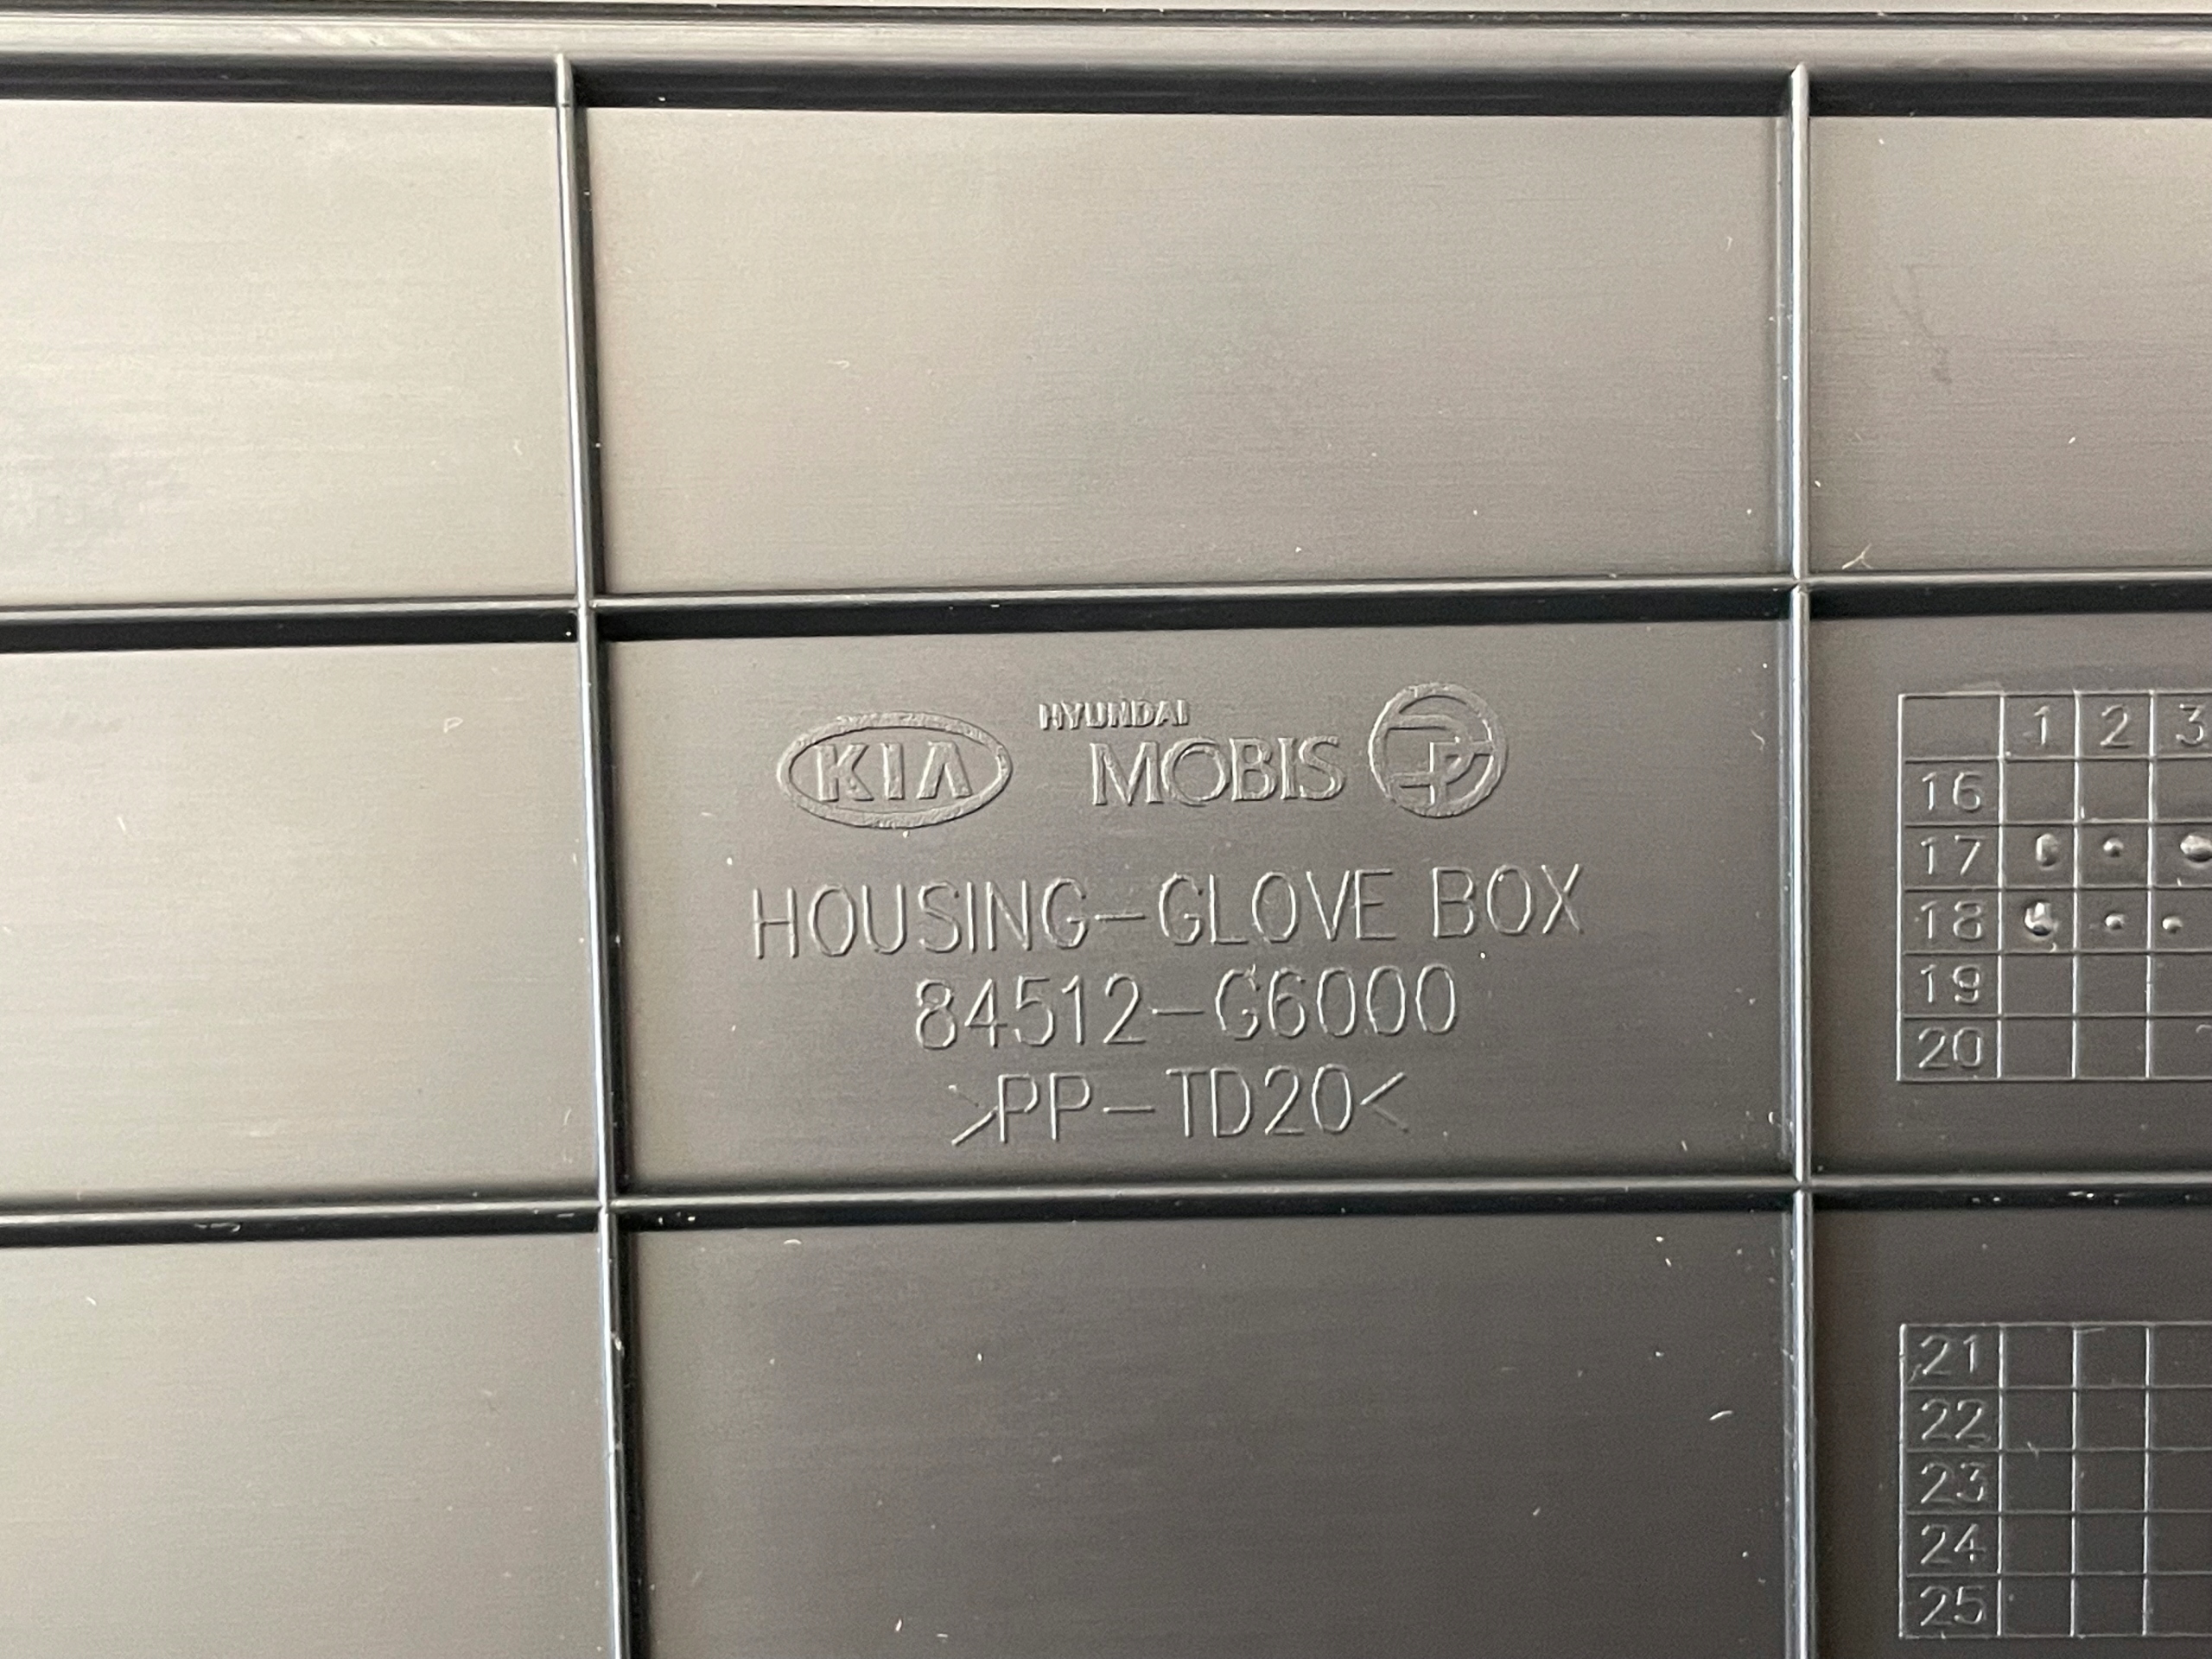 KIA HYUNDAI MOBIS
HOUSING-GLOVE BOX
84512-G6000
>PP-TD20<
1 2 3
16
17
18
19
20
21
22
23
24
25